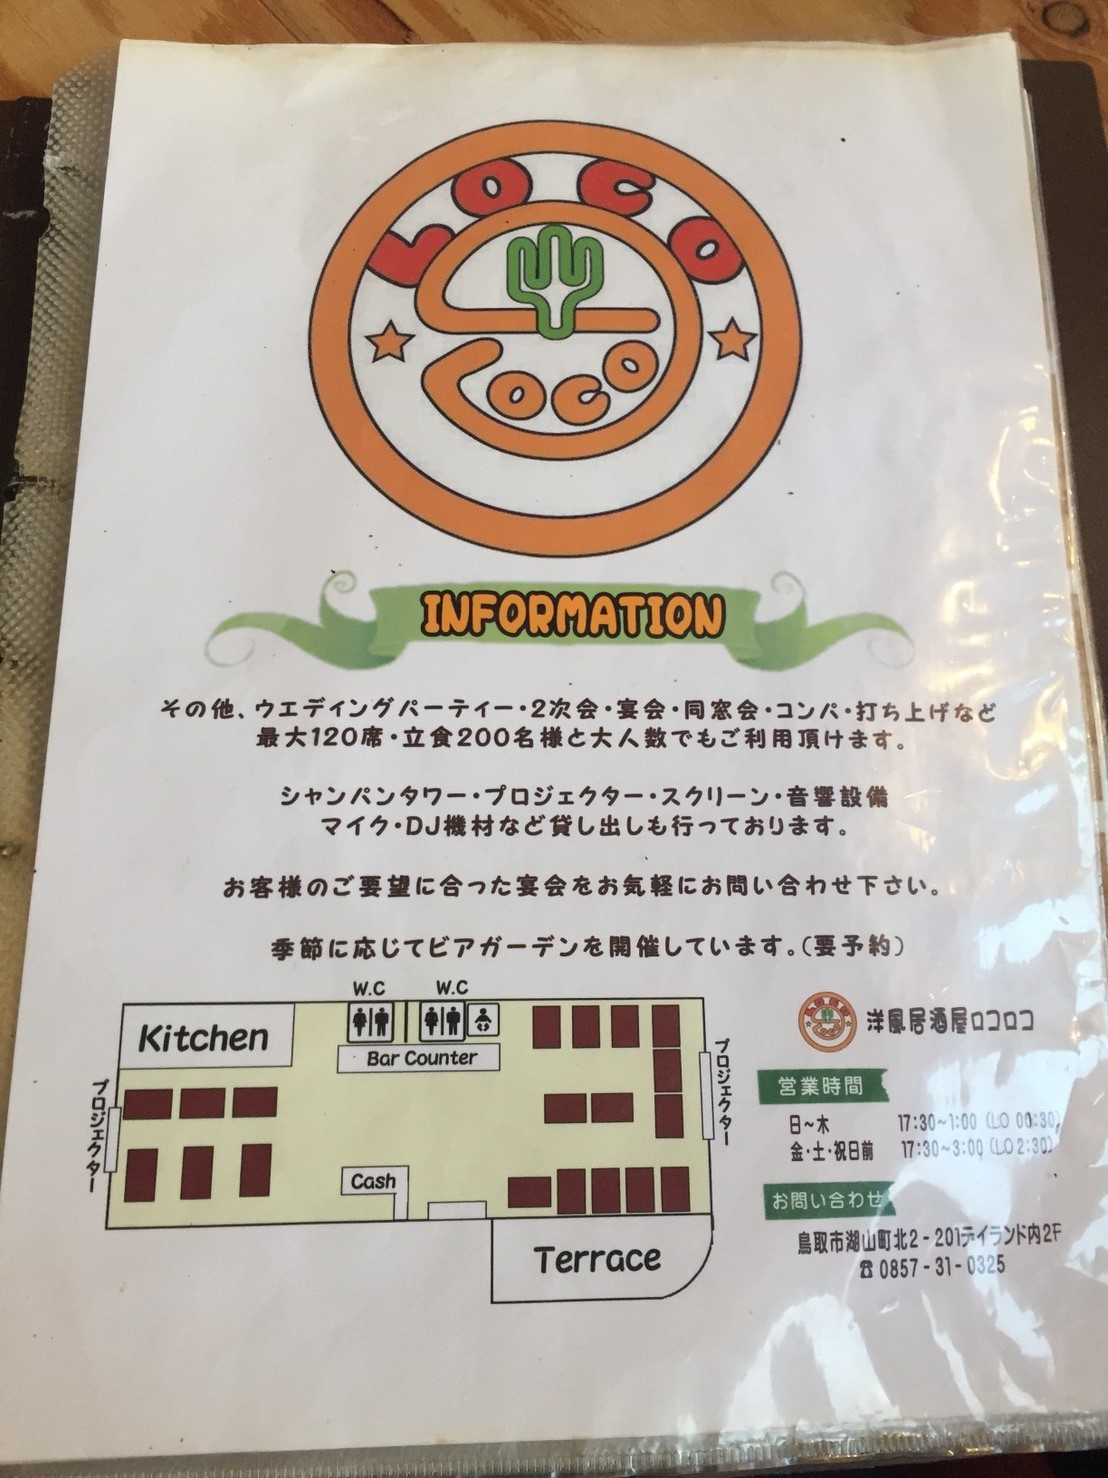 LOCO
LOCO
INFORMATION
その他、ウエディングパーティー・2次会・宴会・同窓会・コンパ・打ち上げなど
最大120席・立食200名様と大人数でもご利用頂けます。
シャンパンタワー・プロジェクター・スクリーン・音響設備
マイク・DJ機材など貸し出しも行っております。
お客様のご要望に合った宴会をお気軽にお問い合わせ下さい。
季節に応じてビアガーデンを開催しています。(要予約)
W.C
W.C
Kitchen
Bar Counter
プロジェクター
プロジェクター
Cash
Terrace
洋風居酒屋ロコロコ
営業時間
日~木 17:30~1:00 (LO 00:30)
金・土・祝日前 17:30~3:00 (LO 2:30)
お問い合わせ
鳥取市湖山町北2-201デイランド内2F
☎0857-31-0325